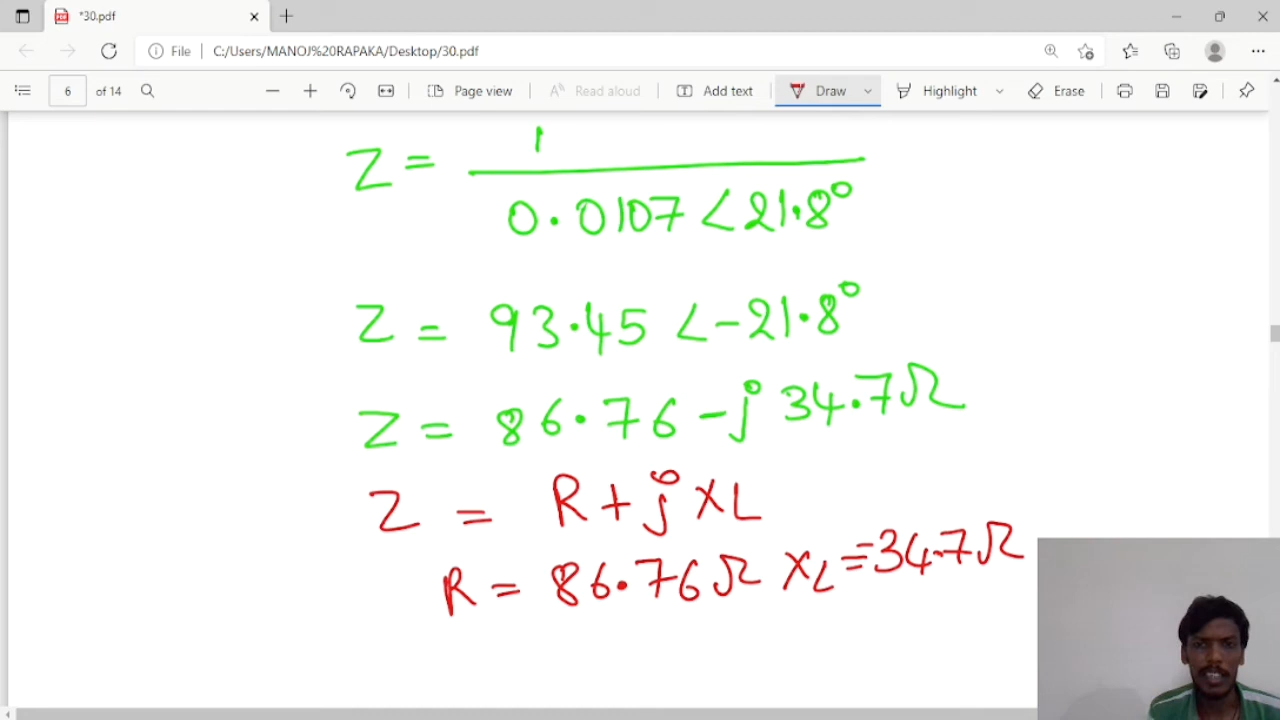 *30.pdf
File C:/Users/MANOJ%20RAPAKA/Desktop/30.pdf
6 of 14 Page view Read aloud Add text Draw Highlight Erase
Z = 1
0.0107 <21.8°
Z = 93.45 <-21.8°
Z = 86.76 - j 34.7Ω
Z = R + j XL
R = 86.76Ω XL = 34.7Ω